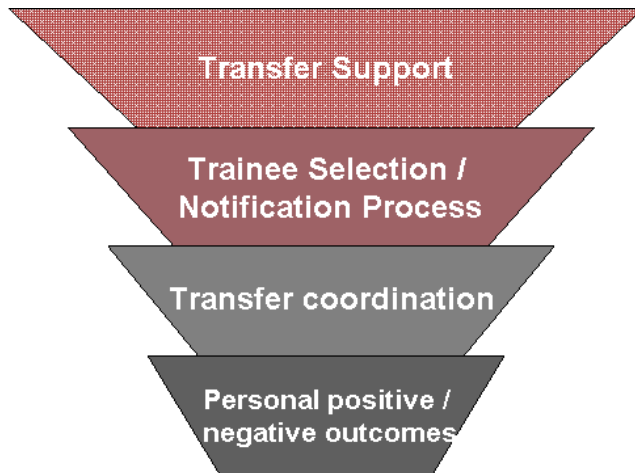 Transfer Support
Trainee Selection /
Notification Process
Transfer coordination
Personal positive /
negative outcomes